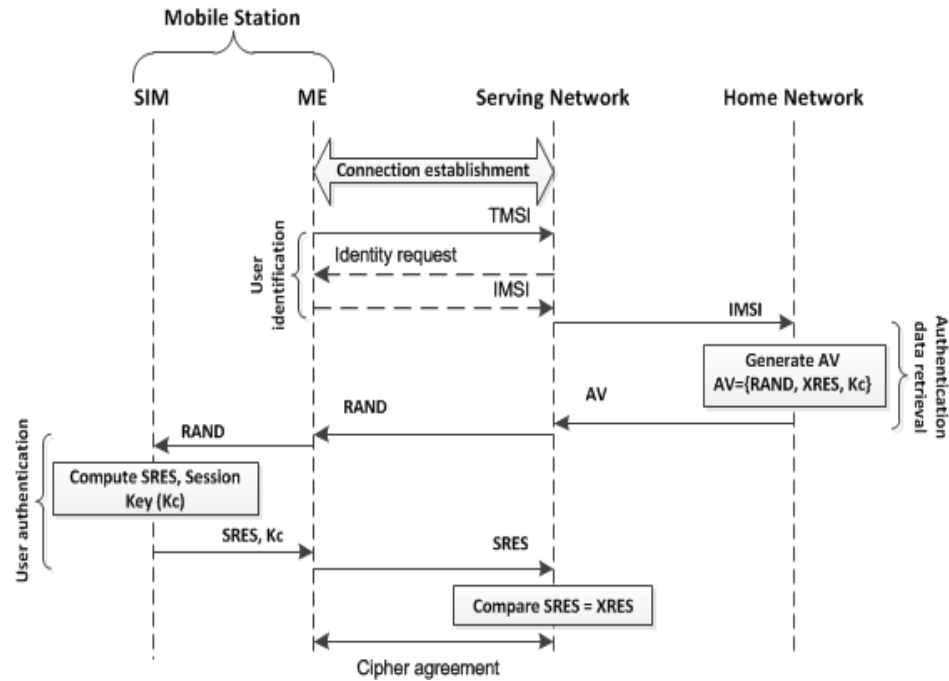 Mobile Station
SIM
ME
Serving Network
Home Network
Connection establishment
TMSI
User
identification
Identity request
IMSI
IMSI
Authentication
data retrieval
Generate AV
AV={RAND, XRES, Kc}
AV
RAND
RAND
User authentication
Compute SRES, Session
Key (Kc)
SRES, Kc
SRES
Compare SRES = XRES
Cipher agreement